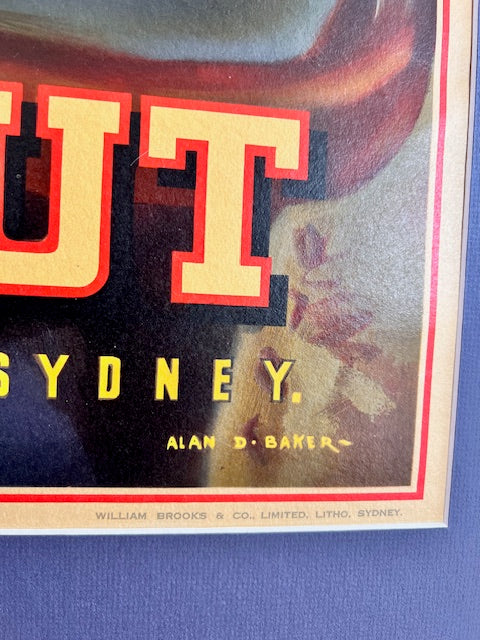 UT
SYDNEY.
ALAN D. BAKER
WILLIAM BROOKS & CO., LIMITED, LITHO. SYDNEY.